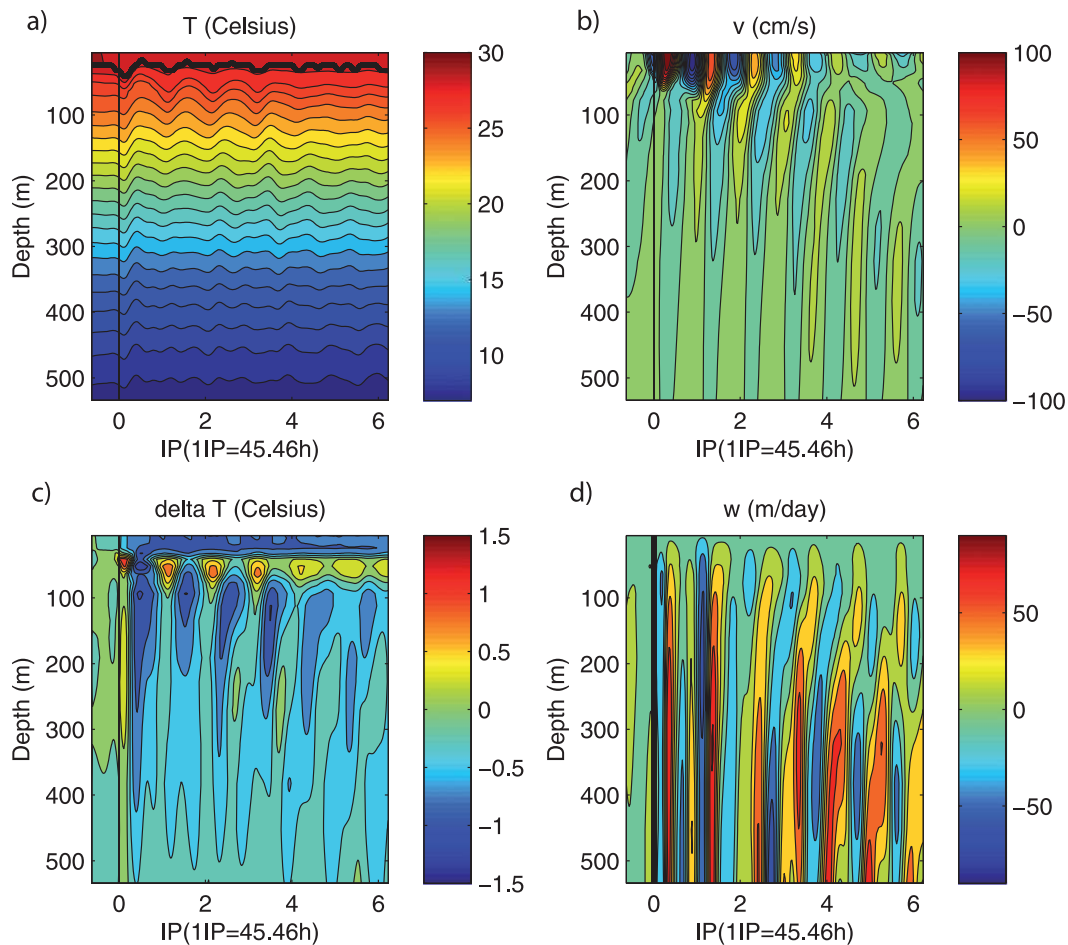 a)
T (Celsius)
30
25
20
15
10
100
200
300
400
500
Depth (m)
0 2 4 6
IP(1IP=45.46h)
b)
v (cm/s)
100
50
0
−50
−100
100
200
300
400
500
Depth (m)
0 2 4 6
IP(1IP=45.46h)
c)
delta T (Celsius)
1.5
1
0.5
0
−0.5
−1
−1.5
100
200
300
400
500
Depth (m)
0 2 4 6
IP(1IP=45.46h)
d)
w (m/day)
50
0
−50
100
200
300
400
500
Depth (m)
0 2 4 6
IP(1IP=45.46h)